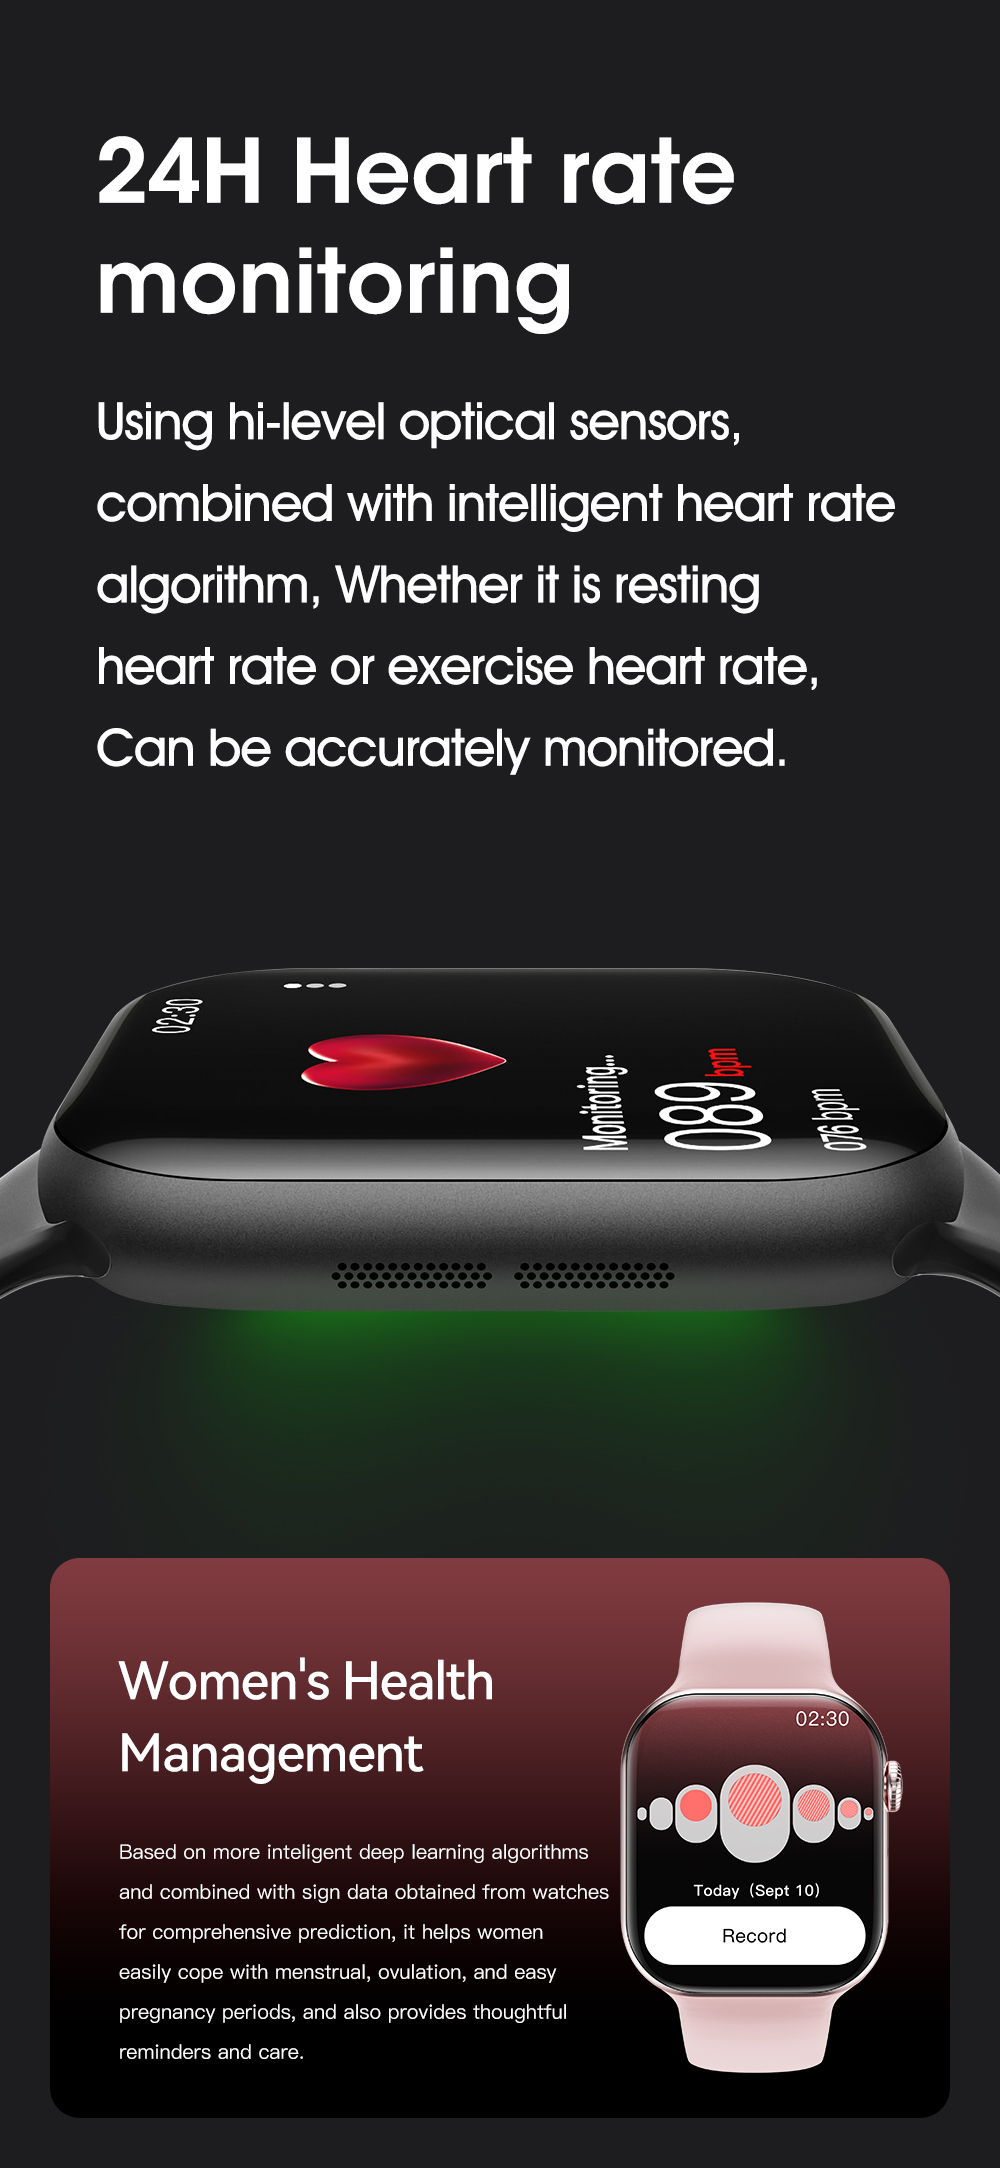 24H Heart rate
monitoring
Using hi-level optical sensors,
combined with intelligent heart rate
algorithm, Whether it is resting
heart rate or exercise heart rate,
Can be accurately monitored.
02:30
Monitoring...
089 bpm
076 bpm
Women's Health
Management
Based on more inteligent deep learning algorithms
and combined with sign data obtained from watches
for comprehensive prediction, it helps women
easily cope with menstrual, ovulation, and easy
pregnancy periods, and also provides thoughtful
reminders and care.
02:30
Today (Sept 10)
Record